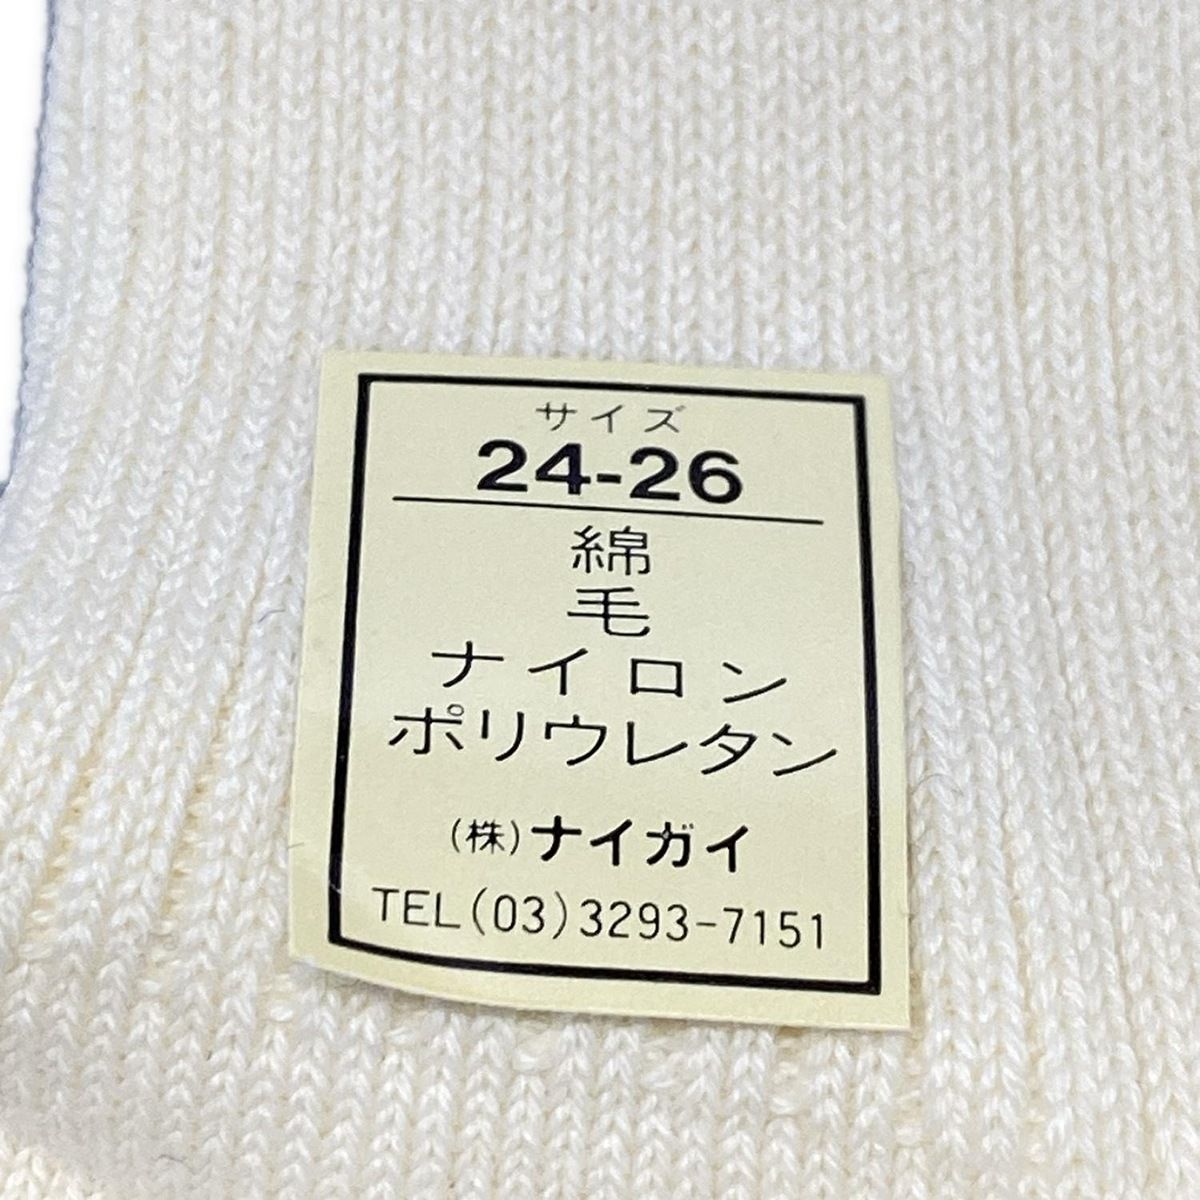 サイズ
24-26
綿
毛
ナイロン
ポリウレタン
(株)ナイガイ
TEL(03)3293-7151